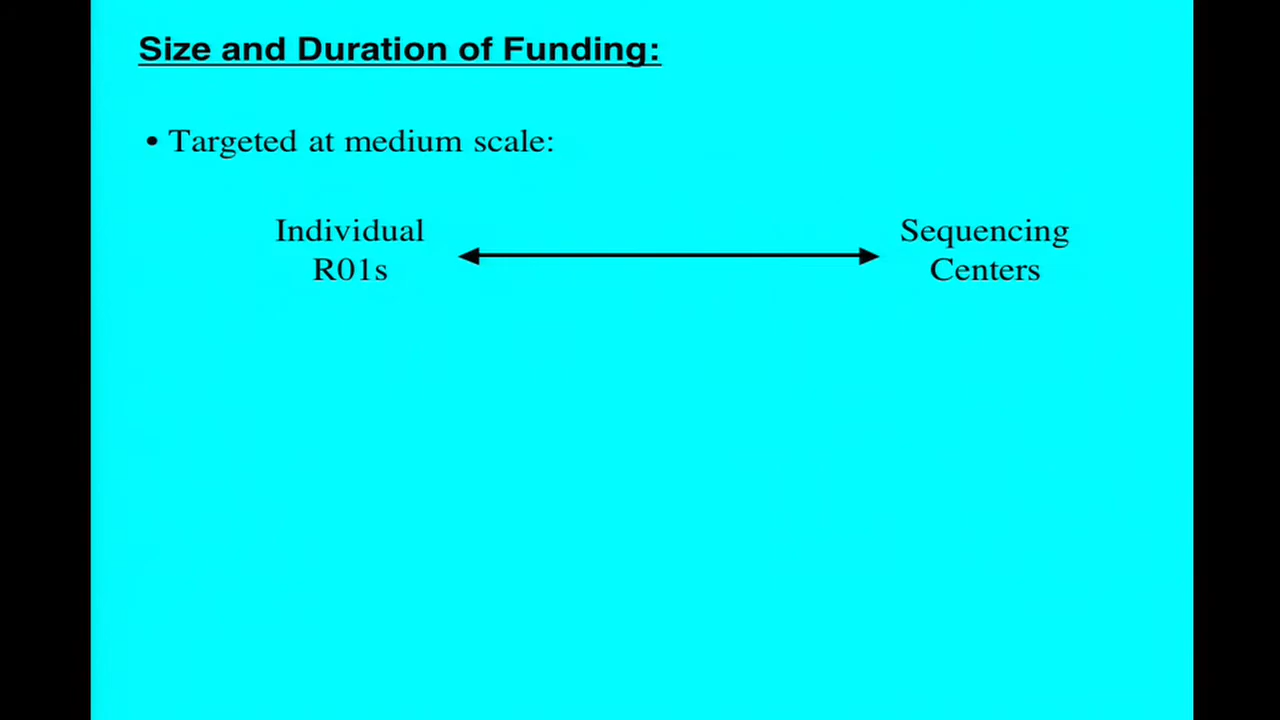 Size and Duration of Funding:
• Targeted at medium scale:
Individual
R01s
Sequencing
Centers